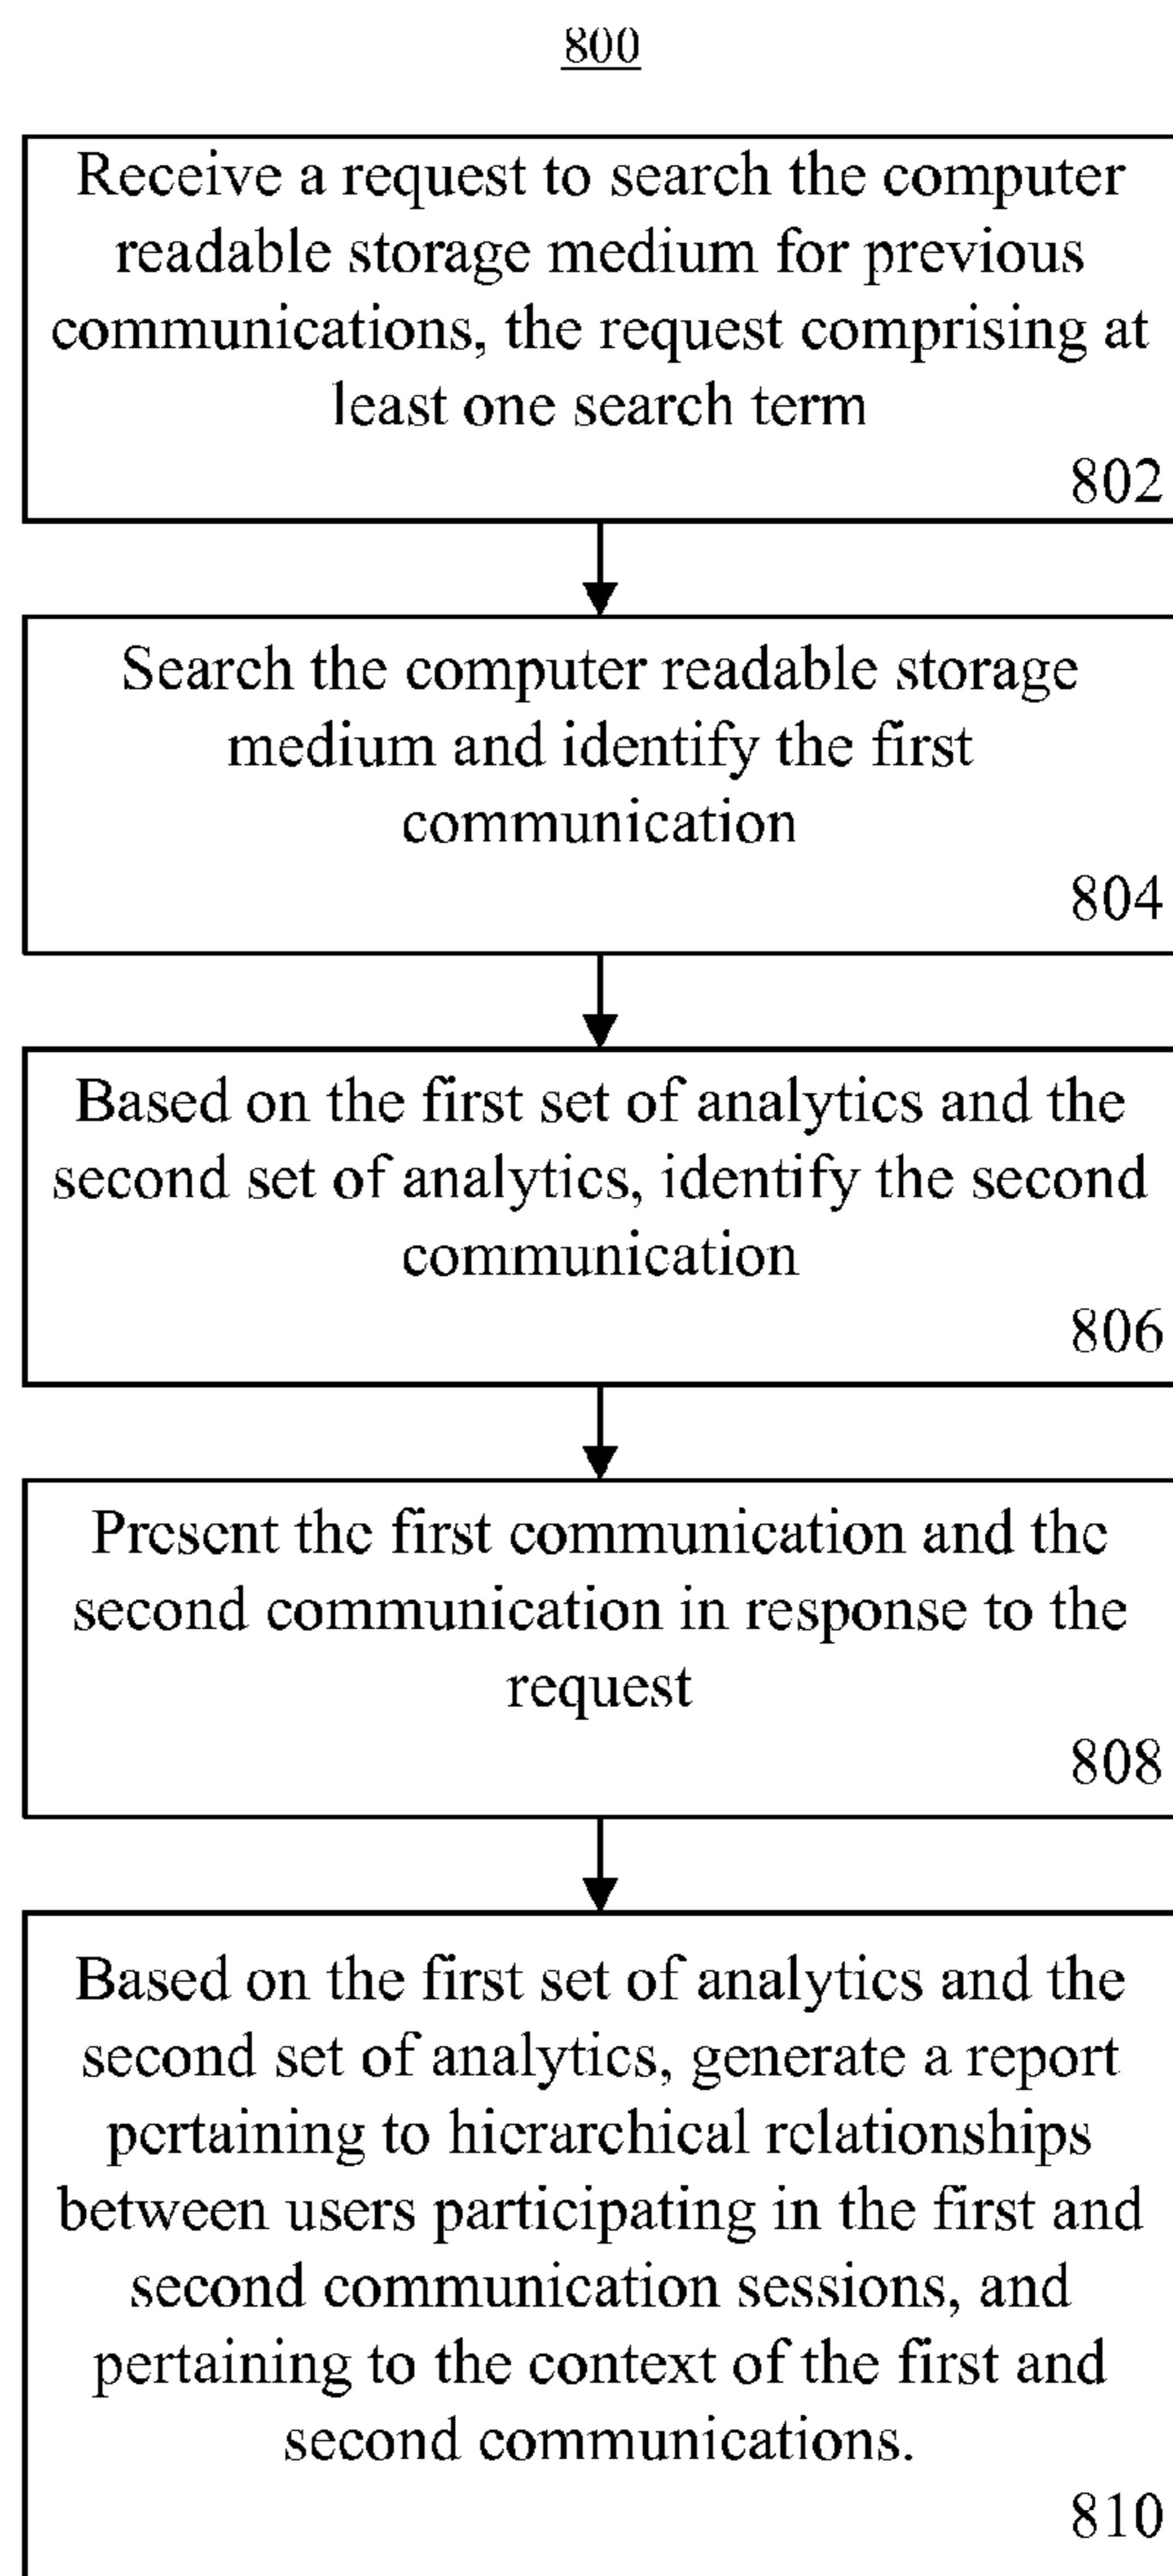 800
Receive a request to search the computer
readable storage medium for previous
communications, the request comprising at
least one search term
802
Search the computer readable storage
medium and identify the first
communication
804
Based on the first set of analytics and the
second set of analytics, identify the second
communication
806
Present the first communication and the
second communication in response to the
request
808
Based on the first set of analytics and the
second set of analytics, generate a report
pertaining to hierarchical relationships
between users participating in the first and
second communication sessions, and
pertaining to the context of the first and
second communications.
810